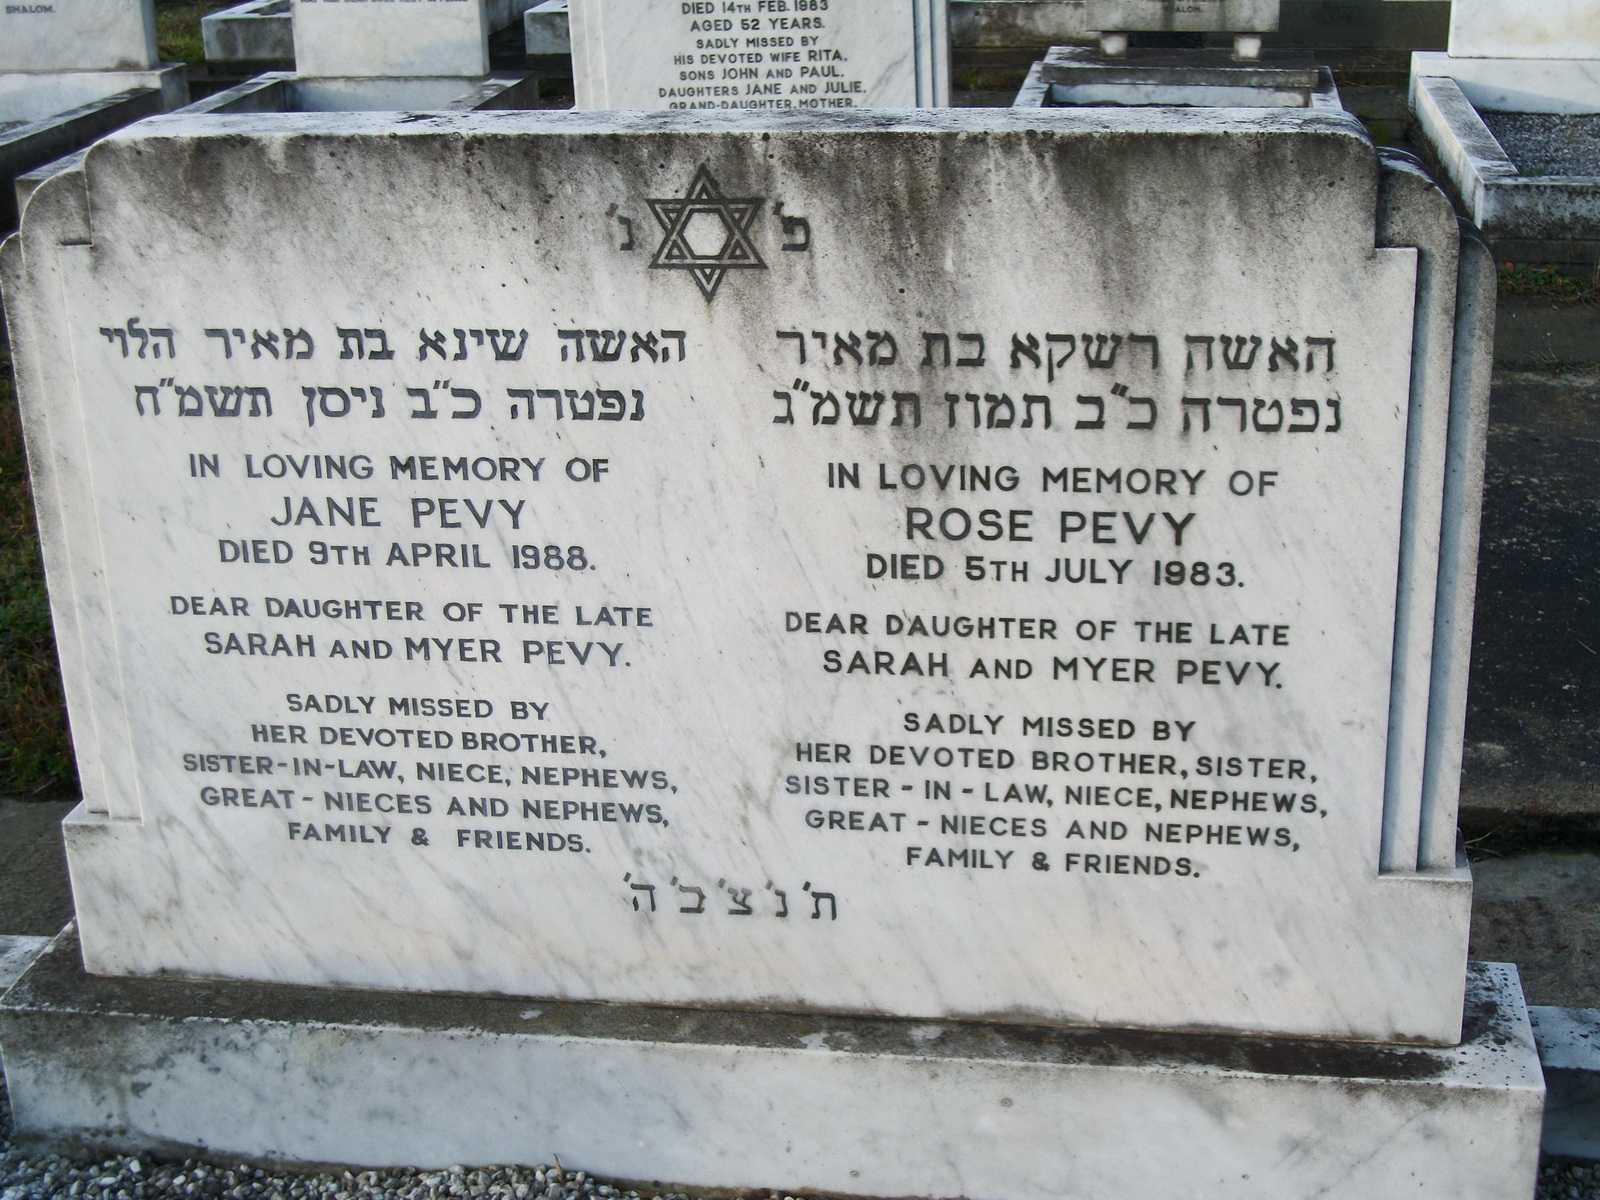 SHALOM.
DIED 14TH FEB. 1983
AGED 52 YEARS.
SADLY MISSED BY
HIS DEVOTED WIFE RITA,
SONS JOHN AND PAUL,
DAUGHTERS JANE AND JULIE,
GRAND-DAUGHTER, MOTHER,
פ' נ'
האשה רשקא בת מאיר
נפטרה כ"ב תמוז תשמ"ג
IN LOVING MEMORY OF
ROSE PEVY
DIED 5TH JULY 1983.
DEAR DAUGHTER OF THE LATE
SARAH AND MYER PEVY.
SADLY MISSED BY
HER DEVOTED BROTHER, SISTER,
SISTER-IN-LAW, NIECE, NEPHEWS,
GREAT-NIECES AND NEPHEWS,
FAMILY & FRIENDS.
האשה שינא בת מאיר הלוי
נפטרה כ"ב ניסן תשמ"ח
IN LOVING MEMORY OF
JANE PEVY
DIED 9TH APRIL 1988.
DEAR DAUGHTER OF THE LATE
SARAH AND MYER PEVY.
SADLY MISSED BY
HER DEVOTED BROTHER,
SISTER-IN-LAW, NIECE, NEPHEWS,
GREAT-NIECES AND NEPHEWS,
FAMILY & FRIENDS.
ת' נ' צ' ב' ה'